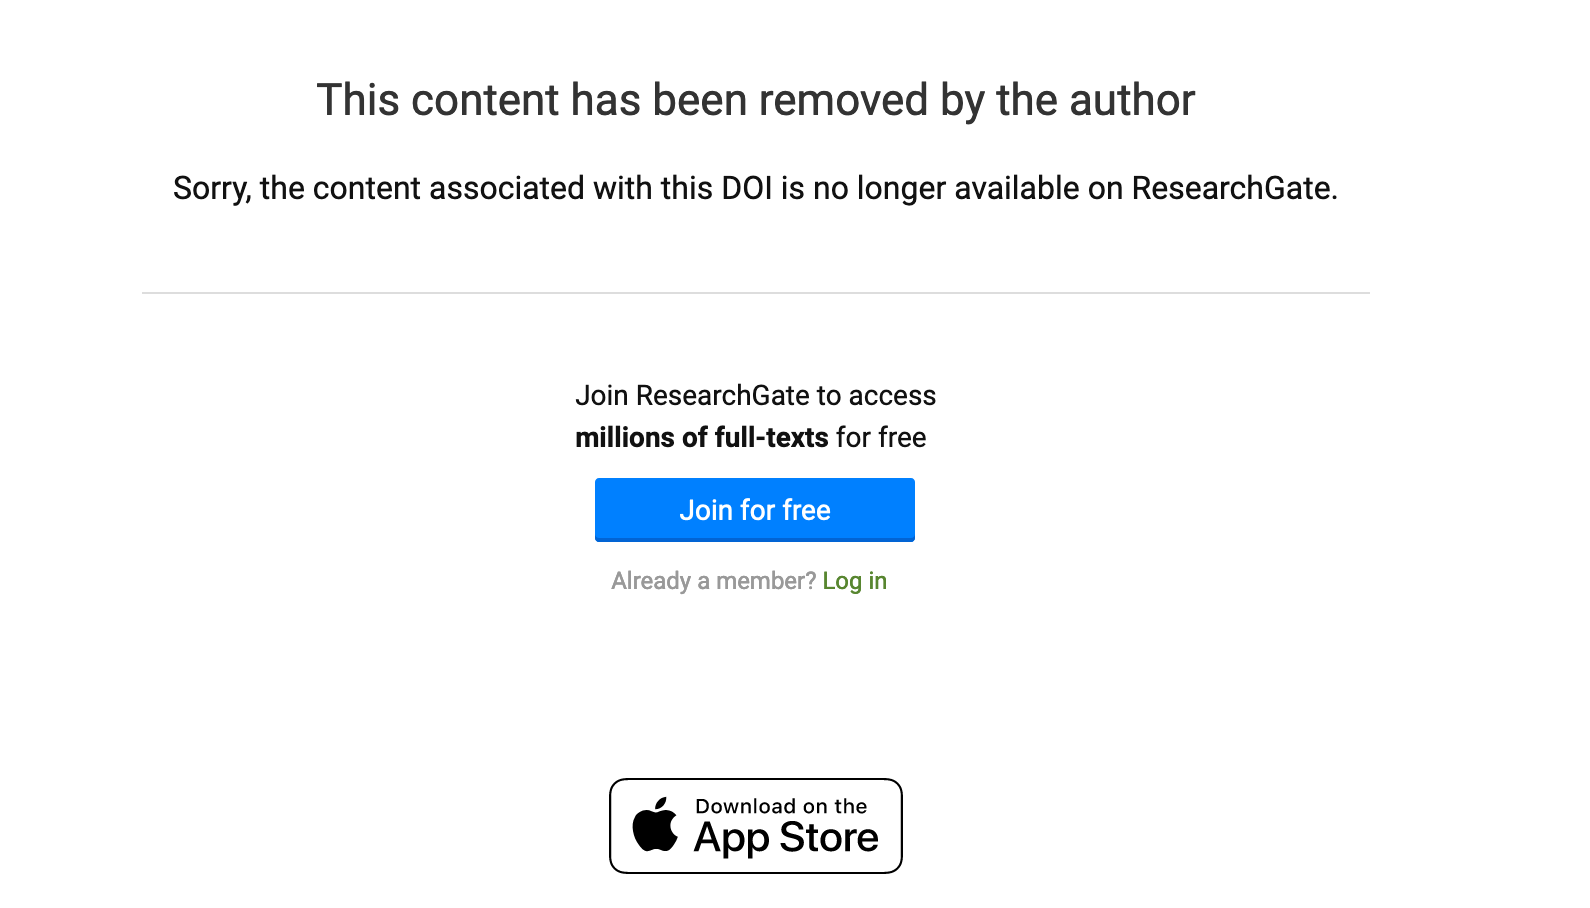 This content has been removed by the author
Sorry, the content associated with this DOI is no longer available on ResearchGate.
Join ResearchGate to access
millions of full-texts for free
Join for free
Already a member? Log in
Download on the
App Store